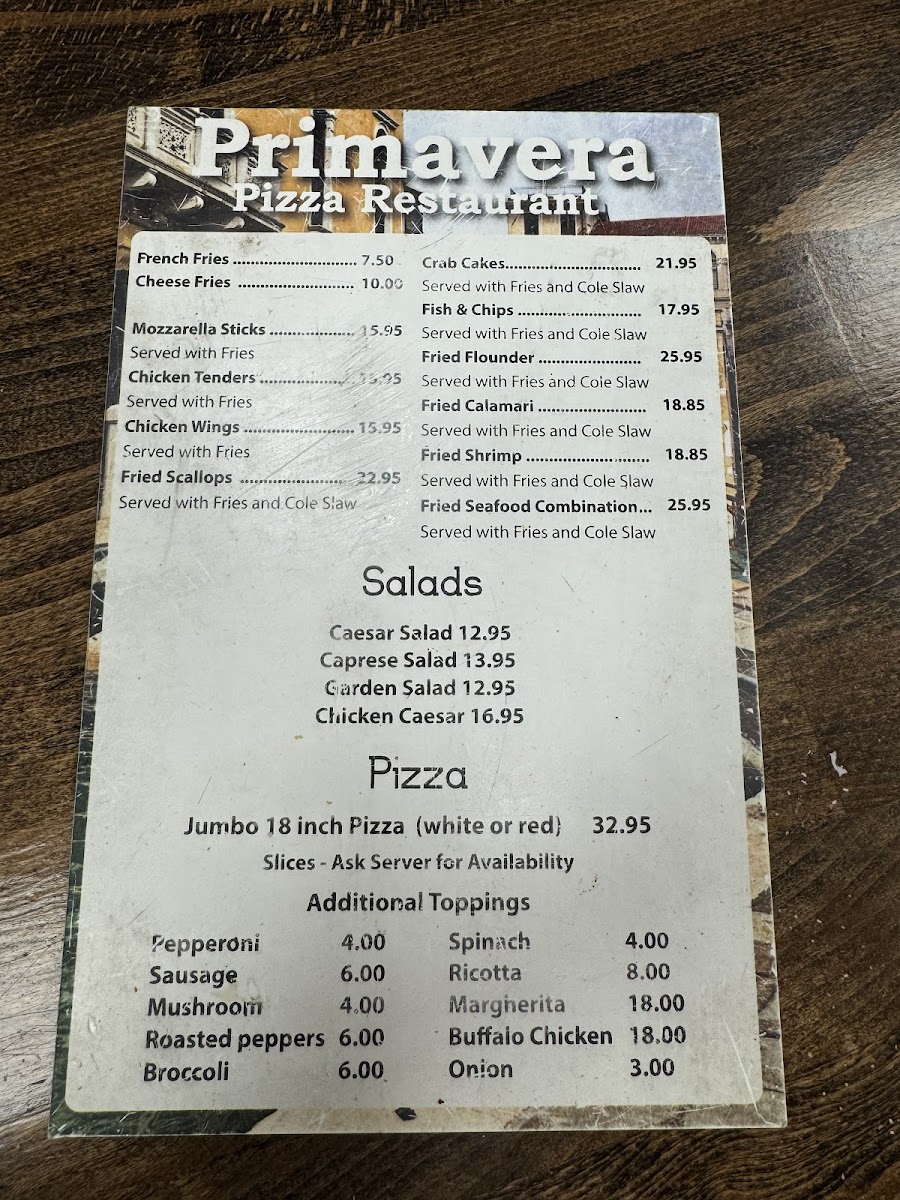 Primavera
Pizza Restaurant
French Fries ............................ 7.50
Cheese Fries .......................... 10.00
Mozzarella Sticks ................... 15.95
Served with Fries
Chicken Tenders ..................... .95
Served with Fries
Chicken Wings ......................... 15.95
Served with Fries
Fried Scallops ........................ 22.95
Served with Fries and Cole Slaw
Crab Cakes............................... 21.95
Served with Fries and Cole Slaw
Fish & Chips ............................ 17.95
Served with Fries and Cole Slaw
Fried Flounder ....................... 25.95
Served with Fries and Cole Slaw
Fried Calamari ........................ 18.85
Served with Fries and Cole Slaw
Fried Shrimp ........................... 18.85
Served with Fries and Cole Slaw
Fried Seafood Combination... 25.95
Served with Fries and Cole Slaw
Salads
Caesar Salad 12.95
Caprese Salad 13.95
Garden Salad 12.95
Chicken Caesar 16.95
Pizza
Jumbo 18 inch Pizza (white or red) 32.95
Slices - Ask Server for Availability
Additional Toppings
Pepperoni 4.00
Sausage 6.00
Mushroom 4.00
Roasted peppers 6.00
Broccoli 6.00
Spinach 4.00
Ricotta 8.00
Margherita 18.00
Buffalo Chicken 18.00
Onion 3.00